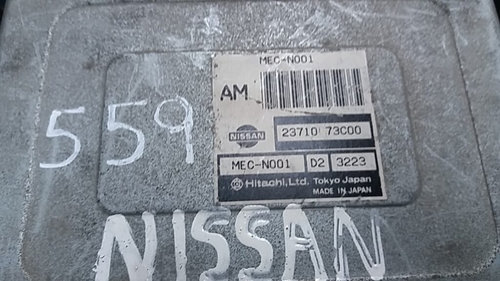 MEC-N001
AM
559
NISSAN
23710 73C00
MEC-N001 D2 3223
Hitachi, Ltd. Tokyo Japan
MADE IN JAPAN
NISSAN